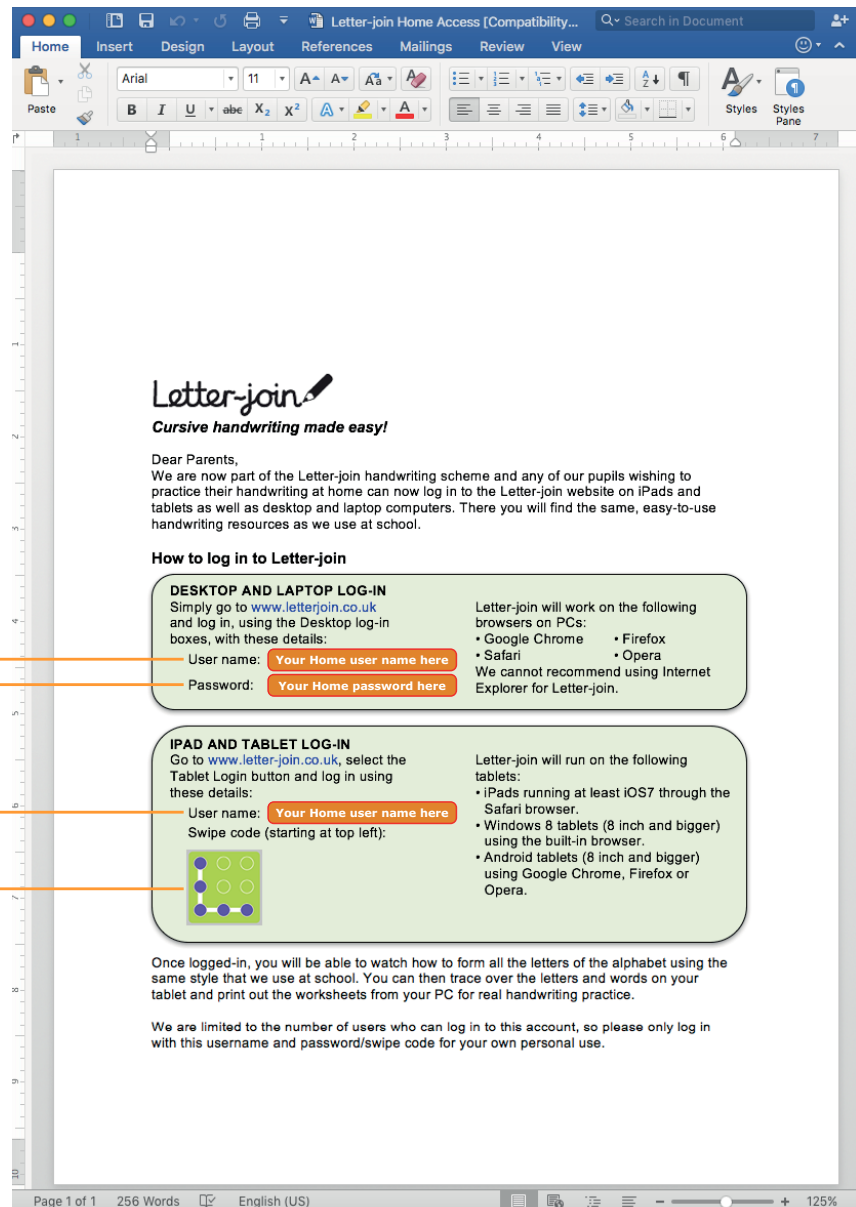 Letter-join Home Access [Compatibility...
Search in Document
Home Insert Design Layout References Mailings Review View
Arial 11
Paste
Styles Styles Pane
1 1 2 3 4 5 6 7
Letter-join
Cursive handwriting made easy!
Dear Parents,
We are now part of the Letter-join handwriting scheme and any of our pupils wishing to
practice their handwriting at home can now log in to the Letter-join website on iPads and
tablets as well as desktop and laptop computers. There you will find the same, easy-to-use
handwriting resources as we use at school.
How to log in to Letter-join
DESKTOP AND LAPTOP LOG-IN
Simply go to www.letterjoin.co.uk
and log in, using the Desktop log-in
boxes, with these details:
User name: Your Home user name here
Password: Your Home password here
Letter-join will work on the following
browsers on PCs:
• Google Chrome • Firefox
• Safari • Opera
We cannot recommend using Internet
Explorer for Letter-join.
IPAD AND TABLET LOG-IN
Go to www.letter-join.co.uk, select the
Tablet Login button and log in using
these details:
User name: Your Home user name here
Swipe code (starting at top left):
Letter-join will run on the following
tablets:
• iPads running at least iOS7 through the
Safari browser.
• Windows 8 tablets (8 inch and bigger)
using the built-in browser.
• Android tablets (8 inch and bigger)
using Google Chrome, Firefox or
Opera.
Once logged-in, you will be able to watch how to form all the letters of the alphabet using the
same style that we use at school. You can then trace over the letters and words on your
tablet and print out the worksheets from your PC for real handwriting practice.
We are limited to the number of users who can log in to this account, so please only log in
with this username and password/swipe code for your own personal use.
Page 1 of 1 256 Words English (US) 125%